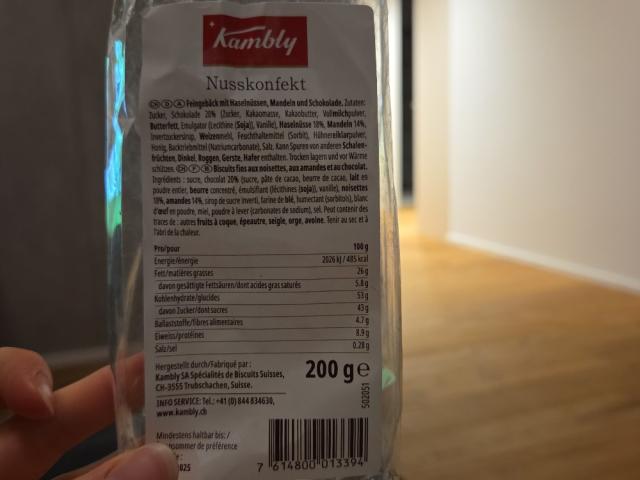 Kambly
Nusskonfekt
CH D A Feingebäck mit Haselnüssen, Mandeln und Schokolade. Zutaten:
Zucker, Schokolade 20% (Zucker, Kakaomasse, Kakaobutter, Vollmilchpulver,
Butterfett, Emulgator (Lecithine (Soja)), Vanille), Haselnüsse 18%, Mandeln 14%,
Invertzuckersirup, Weizenmehl, Feuchthaltemittel (Sorbit), Hühnereiklarpulver,
Honig, Backtriebmittel (Natriumcarbonate), Salz. Kann Spuren von anderen Schalen-
früchten, Dinkel, Roggen, Gerste, Hafer enthalten. Trocken lagern und vor Wärme
schützen. CH F B Biscuits fins aux noisettes, aux amandes et au chocolat.
Ingrédients : sucre, chocolat 20% (sucre, pâte de cacao, beurre de cacao, lait en
poudre entier, beurre concentré, émulsifiant (lécithines (soja)), vanille), noisettes
18%, amandes 14%, sirop de sucre inverti, farine de blé, humectant (sorbitols), blanc
d'œuf en poudre, miel, poudre à lever (carbonates de sodium), sel. Peut contenir des
traces de : autres fruits à coque, épeautre, seigle, orge, avoine. Tenir au sec et à
l'abri de la chaleur.
Pro/pour 100 g
Energie/énergie 2026 kJ / 485 kcal
Fett/matières grasses 26 g
davon gesättigte Fettsäuren/dont acides gras saturés 5.8 g
Kohlenhydrate/glucides 53 g
davon Zucker/dont sucres 43 g
Ballaststoffe/fibres alimentaires 4.7 g
Eiweiss/protéines 8.9 g
Salz/sel 0.28 g
Hergestellt durch/Fabriqué par :
Kambly SA Spécialités de Biscuits Suisses,
CH-3555 Trubschachen, Suisse.
200 g e
INFO SERVICE: Tel.: +41 (0) 844 834630,
www.kambly.ch
502051
Mindestens haltbar bis: /
sommer de préférence
025
7 614800 013394